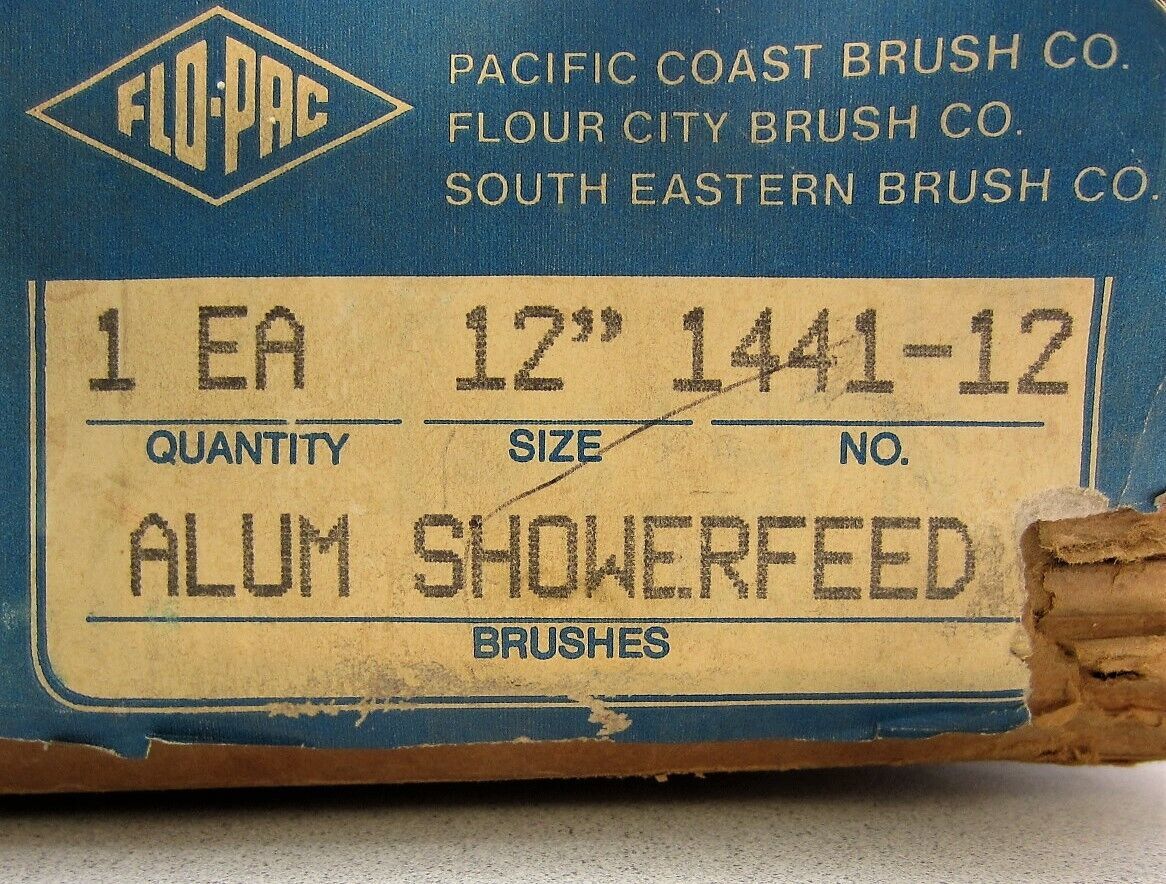 FLO-PAC
PACIFIC COAST BRUSH CO.
FLOUR CITY BRUSH CO.
SOUTH EASTERN BRUSH CO.
1 EA 12" 1441-12
QUANTITY SIZE NO.
ALUM SHOWERFEED
BRUSHES